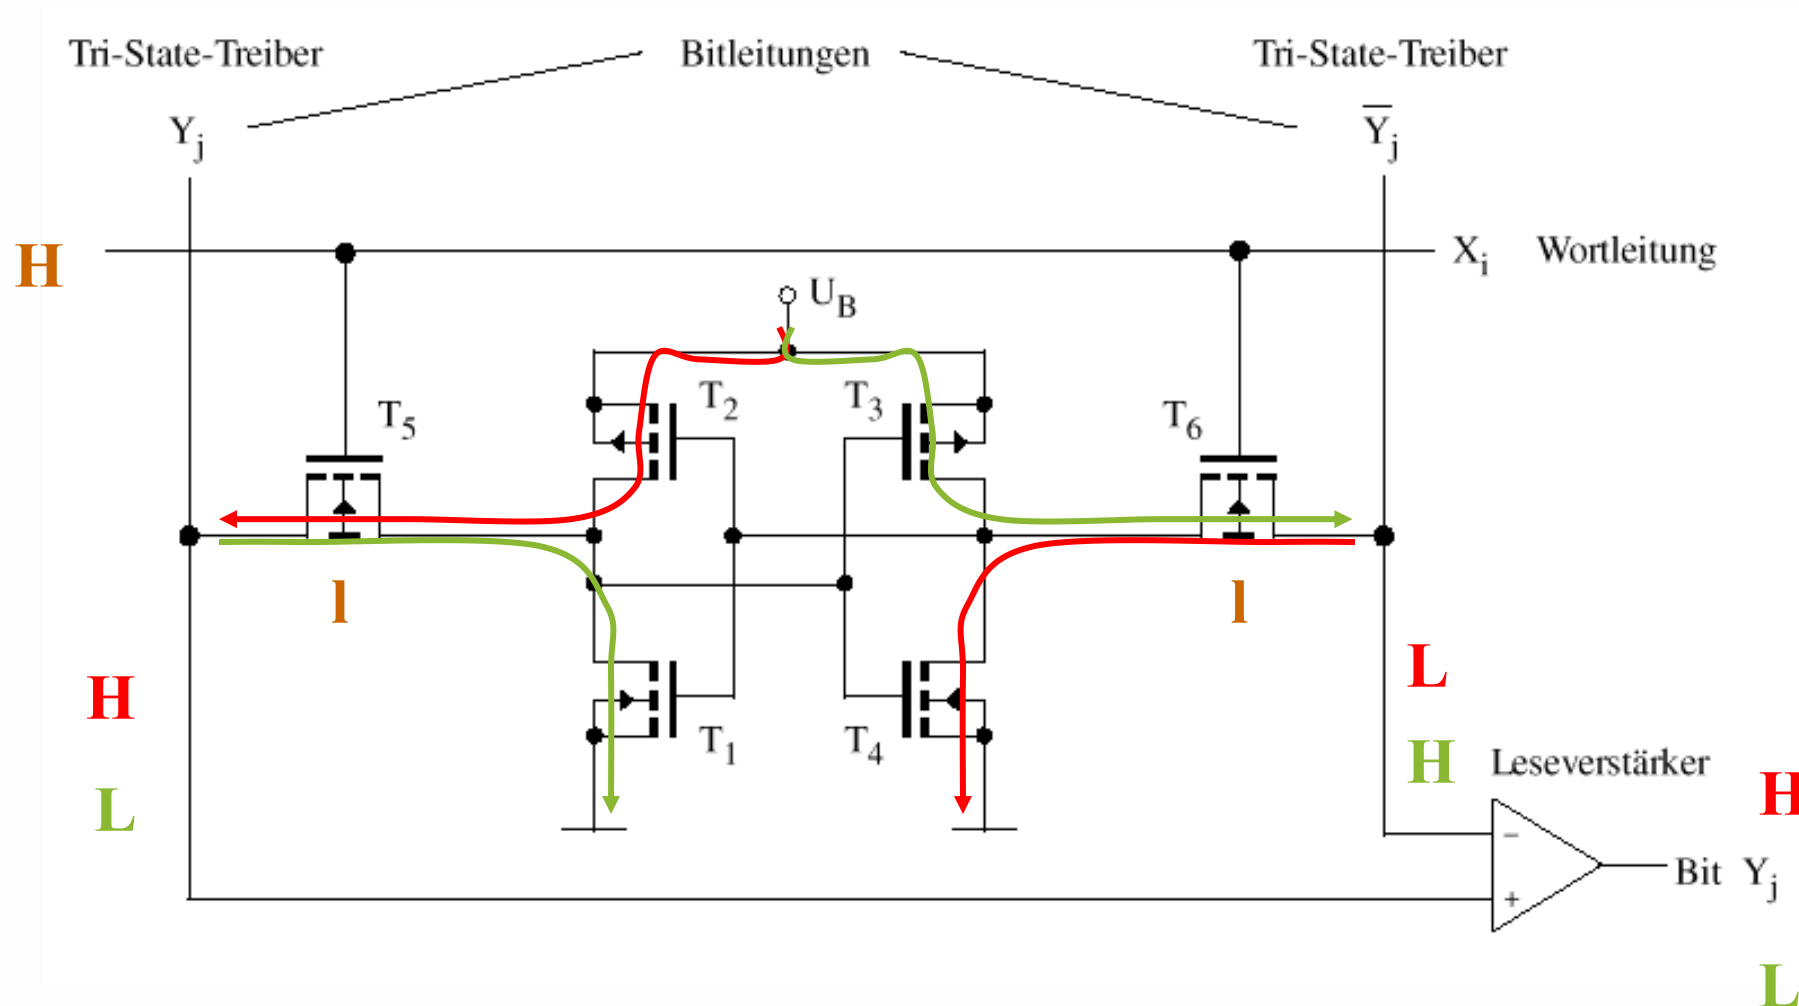 Tri-State-Treiber Bitleitungen Tri-State-Treiber
Yj Y̅j
H Xi Wortleitung
UB
T5 T2 T3 T6
l l
H L
T1 T4
L H Leseverstärker H
−
Bit Yj
+
L